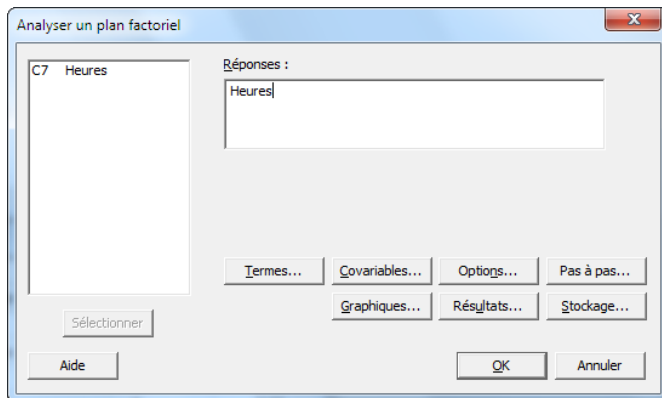 Analyser un plan factoriel
C7 Heures
Réponses :
Heures
Termes... Covariables... Options... Pas à pas...
Graphiques... Résultats... Stockage...
Sélectionner
Aide OK Annuler